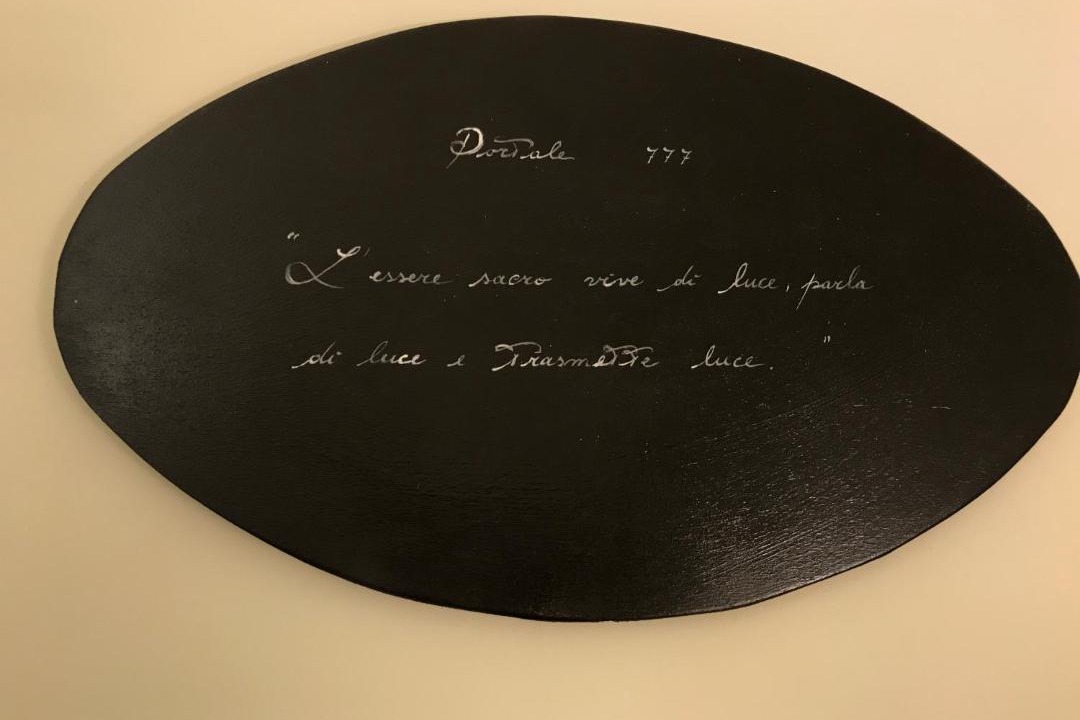 Portale 777
"L'essere sacro vive di luce, parla
di luce e Trasmette luce."